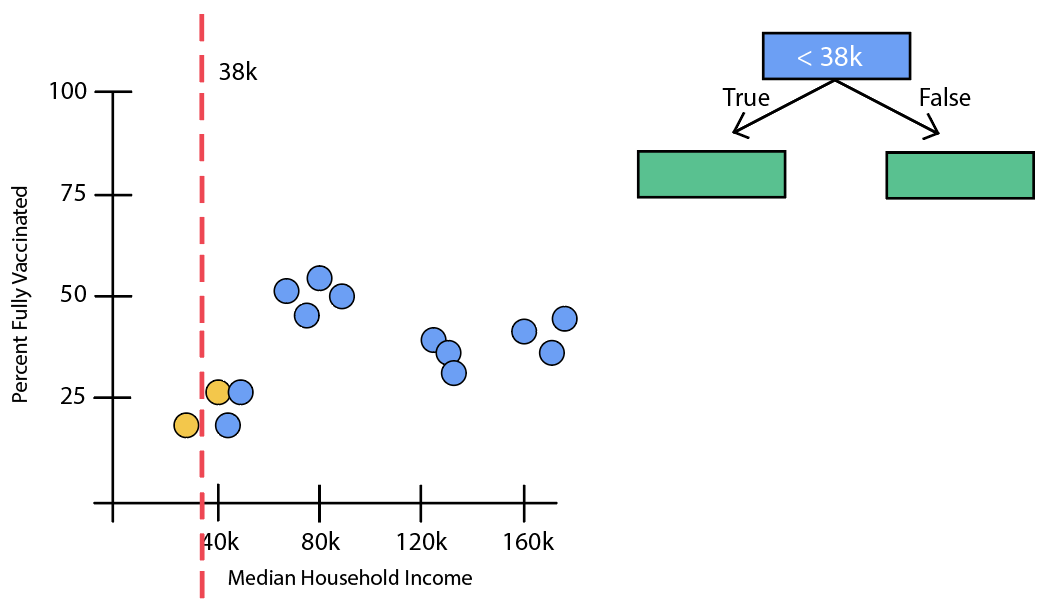 38k
100
75
50
25
Percent Fully Vaccinated
40k 80k 120k 160k
Median Household Income
< 38k
True False